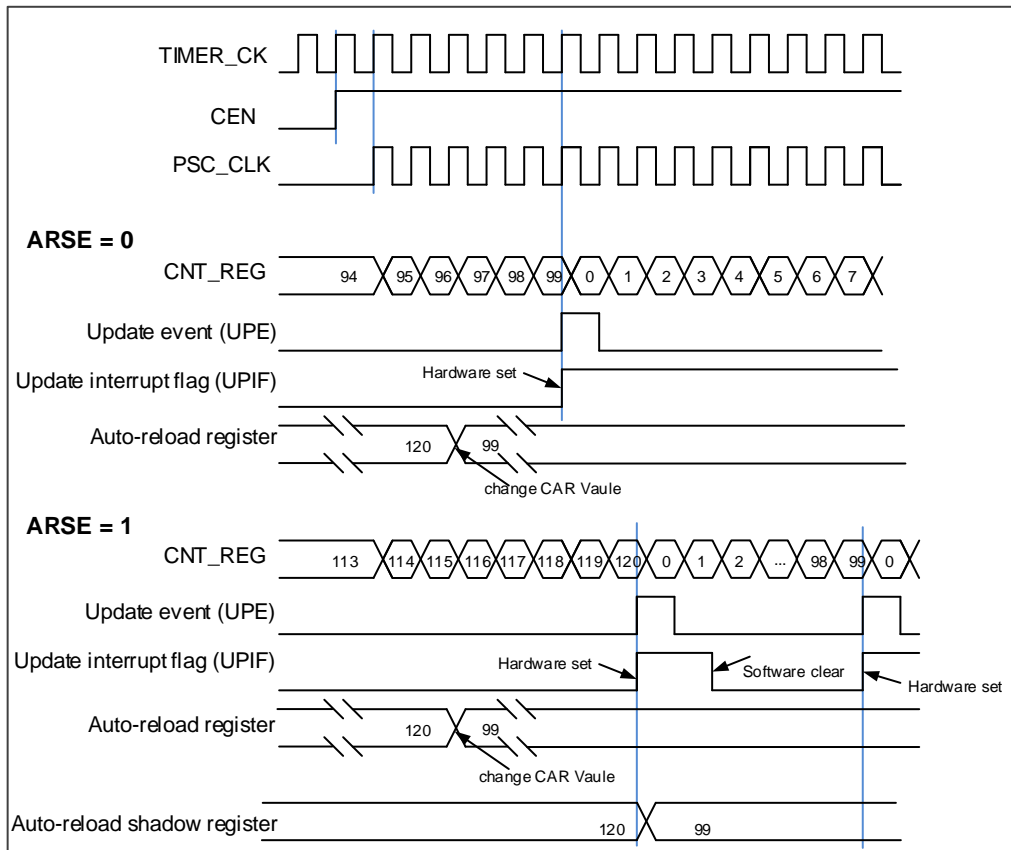 TIMER_CK
CEN
PSC_CLK
ARSE = 0
CNT_REG 94 95 96 97 98 99 0 1 2 3 4 5 6 7
Update event (UPE)
Update interrupt flag (UPIF) Hardware set
Auto-reload register 120 99
change CAR Vaule
ARSE = 1
CNT_REG 113 114 115 116 117 118 119 120 0 1 2 ... 98 99 0
Update event (UPE)
Update interrupt flag (UPIF) Hardware set Software clear Hardware set
Auto-reload register 120 99
change CAR Vaule
Auto-reload shadow register 120 99